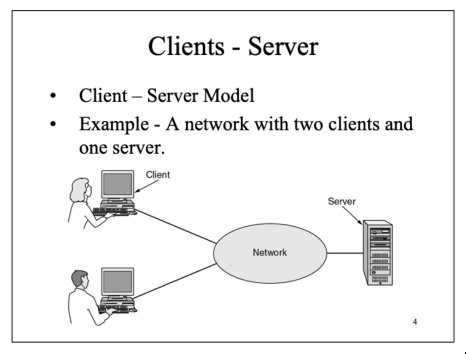 Clients - Server
• Client – Server Model
• Example - A network with two clients and
one server.
Client
Server
Network
4